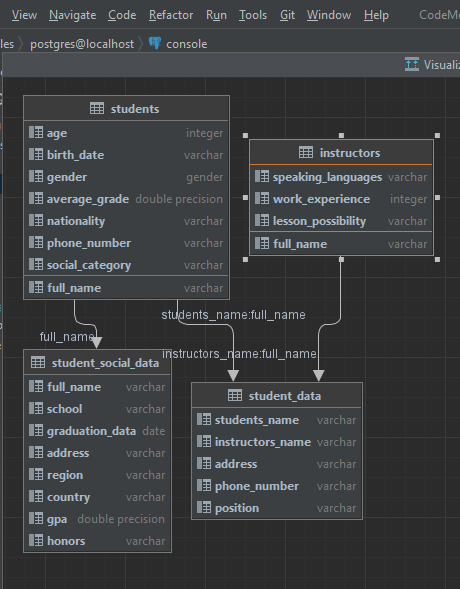 View Navigate Code Refactor Run Tools Git Window Help CodeMo
les postgres@localhost console
Visualiz
students
age integer
birth_date varchar
gender gender
average_grade double precision
nationality varchar
phone_number varchar
social_category varchar
full_name varchar
instructors
speaking_languages varchar
work_experience integer
lesson_possibility varchar
full_name varchar
students_name:full_name
full_name
instructors_name:full_name
student_social_data
full_name varchar
school varchar
graduation_data date
address varchar
region varchar
country varchar
gpa double precision
honors varchar
student_data
students_name varchar
instructors_name varchar
address varchar
phone_number varchar
position varchar